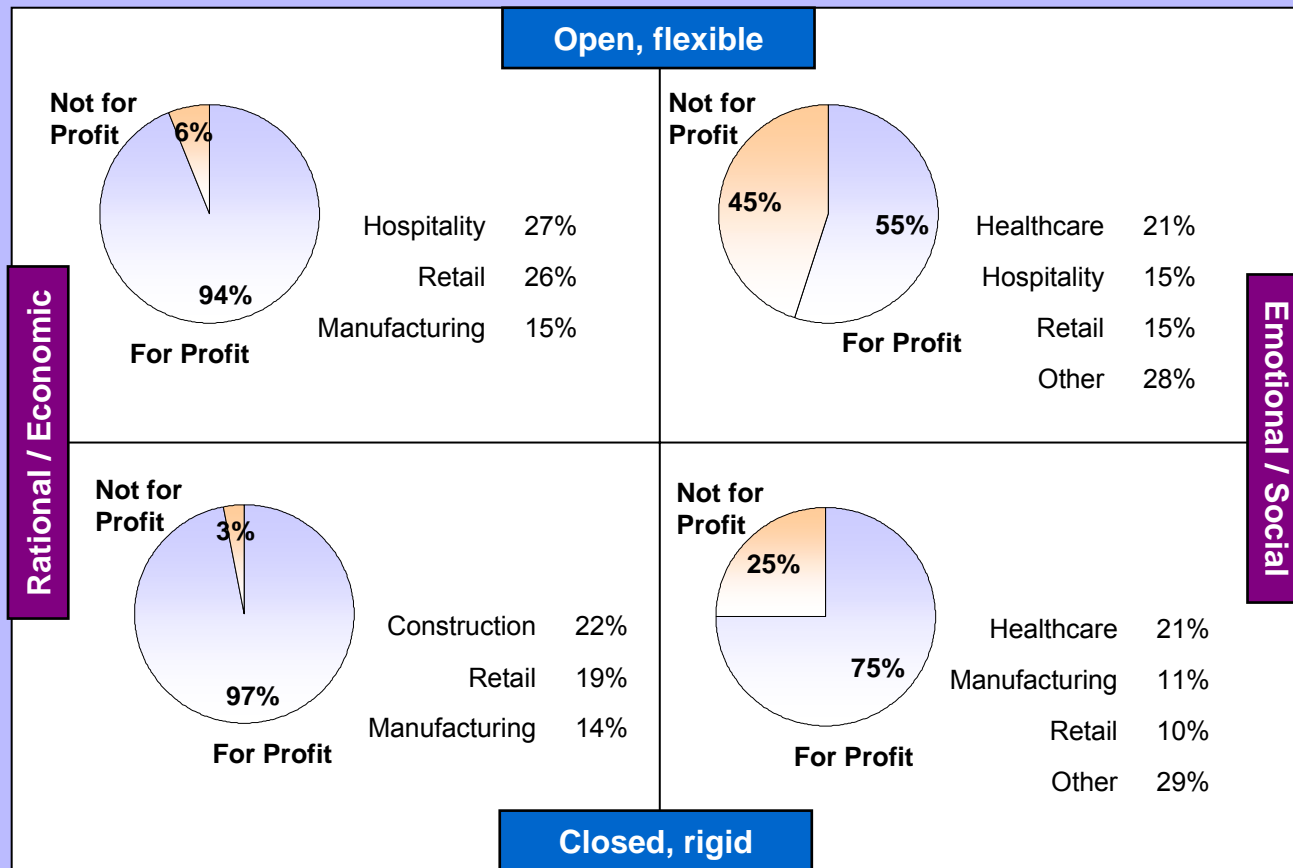 Open, flexible
Not for
Profit
6%
94%
For Profit
Hospitality 27%
Retail 26%
Manufacturing 15%
Not for
Profit
45%
55%
For Profit
Healthcare 21%
Hospitality 15%
Retail 15%
Other 28%
Rational / Economic
Emotional / Social
Not for
Profit
3%
97%
For Profit
Construction 22%
Retail 19%
Manufacturing 14%
Not for
Profit
25%
75%
For Profit
Healthcare 21%
Manufacturing 11%
Retail 10%
Other 29%
Closed, rigid